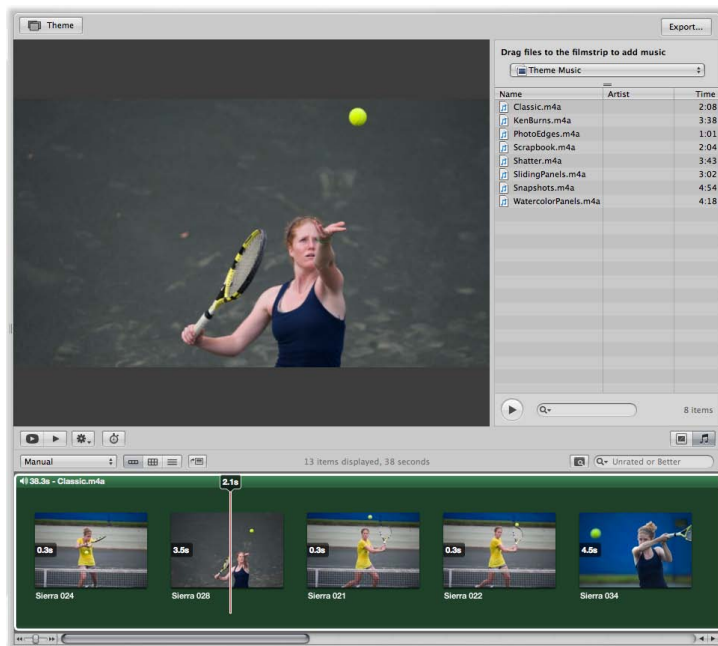 Theme
Export...
Drag files to the filmstrip to add music
Theme Music
Name Artist Time
Classic.m4a 2:08
KenBurns.m4a 3:38
PhotoEdges.m4a 1:01
Scrapbook.m4a 2:04
Shatter.m4a 3:43
SlidingPanels.m4a 3:02
Snapshots.m4a 4:54
WatercolorPanels.m4a 4:18
8 items
Manual 13 items displayed, 38 seconds Unrated or Better
38.3s - Classic.m4a 2.1s
0.3s 3.5s 0.3s 0.3s 4.5s
Sierra 024 Sierra 028 Sierra 021 Sierra 022 Sierra 034